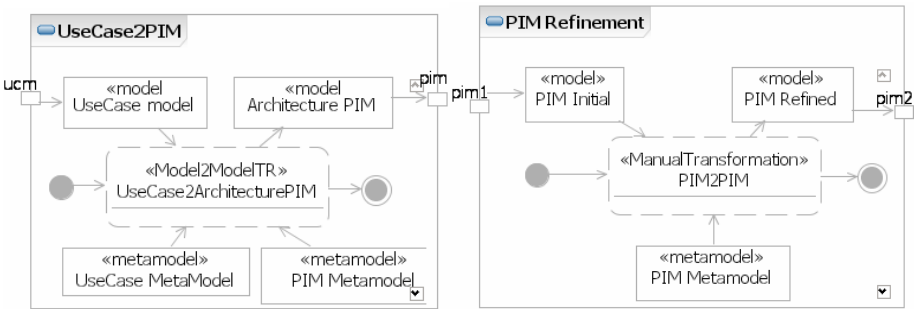 UseCase2PIM
ucm
«model
UseCase model
«model
Architecture PIM
pim
«Model2ModelTR»
UseCase2ArchitecturePIM
«metamodel»
UseCase MetaModel
«metamodel»
PIM Metamodel
PIM Refinement
pim1
«model»
PIM Initial
«model»
PIM Refined
pim2
«ManualTransformation»
PIM2PIM
«metamodel»
PIM Metamodel